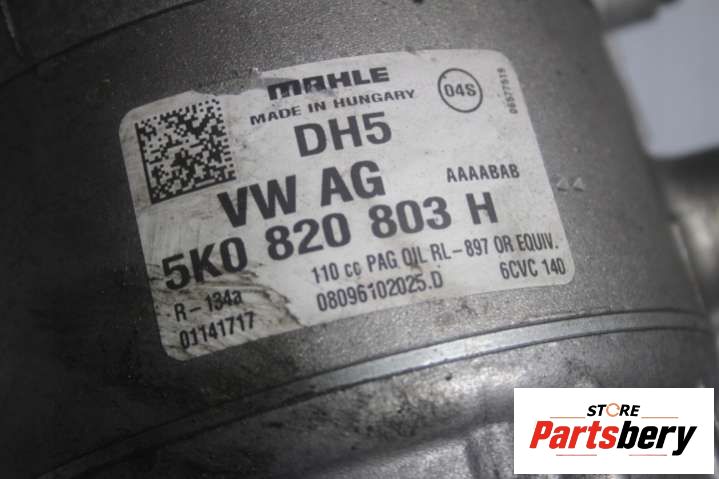 MAHLE
MADE IN HUNGARY
04S
06577519
DH5
VW AG
AAAABAB
5K0 820 803 H
110 cc PAG OIL RL-897 OR EQUIV.
R-134a
08096102025.D
6CVC 140
01141717
STORE
Partsbery